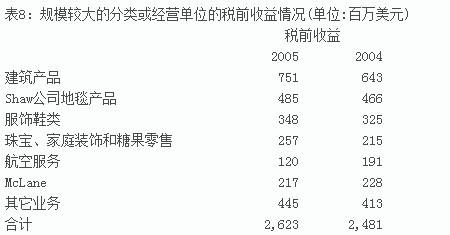 表8：规模较大的分类或经营单位的税前收益情况(单位:百万美元)
税前收益
2005 2004
建筑产品 751 643
Shaw公司地毯产品 485 466
服饰鞋类 348 325
珠宝、家庭装饰和糖果零售 257 215
航空服务 120 191
McLane 217 228
其它业务 445 413
合计 2,623 2,481